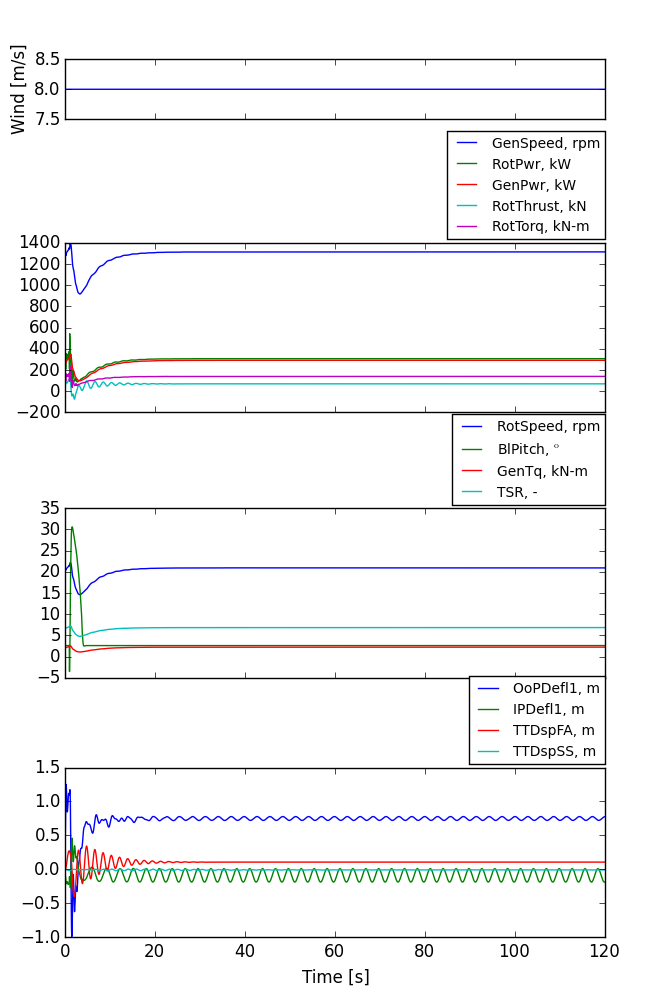 Wind [m/s]
8.5
8.0
7.5
GenSpeed, rpm
RotPwr, kW
GenPwr, kW
RotThrust, kN
RotTorq, kN-m
1400
1200
1000
800
600
400
200
0
−200
RotSpeed, rpm
BlPitch, °
GenTq, kN-m
TSR, -
35
30
25
20
15
10
5
0
−5
OoPDefl1, m
IPDefl1, m
TTDspFA, m
TTDspSS, m
1.5
1.0
0.5
0.0
−0.5
−1.0
0 20 40 60 80 100 120
Time [s]